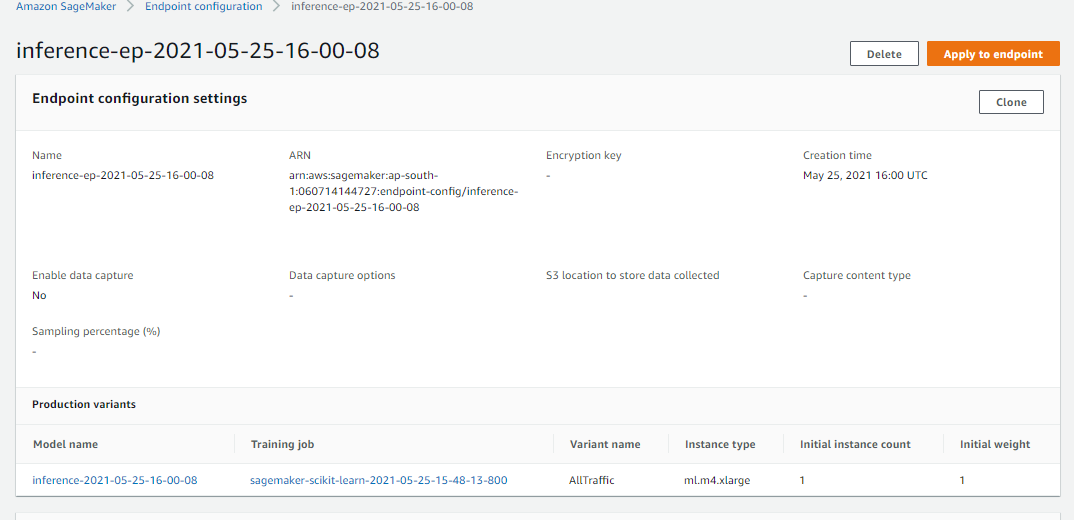 Amazon SageMaker > Endpoint configuration > inference-ep-2021-05-25-16-00-08
inference-ep-2021-05-25-16-00-08
Delete
Apply to endpoint
Endpoint configuration settings
Clone
Name
inference-ep-2021-05-25-16-00-08
ARN
arn:aws:sagemaker:ap-south-
1:060714144727:endpoint-config/inference-
ep-2021-05-25-16-00-08
Encryption key
-
Creation time
May 25, 2021 16:00 UTC
Enable data capture
No
Data capture options
-
S3 location to store data collected
Capture content type
-
Sampling percentage (%)
-
Production variants
Model name Training job Variant name Instance type Initial instance count Initial weight
inference-2021-05-25-16-00-08 sagemaker-scikit-learn-2021-05-25-15-48-13-800 AllTraffic ml.m4.xlarge 1 1